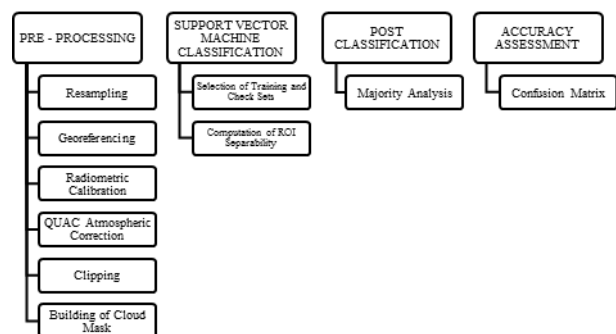 PRE - PROCESSING
Resampling
Georeferencing
Radiometric
Calibration
QUAC Atmospheric
Correction
Clipping
Building of Cloud
Mask
SUPPORT VECTOR
MACHINE
CLASSIFICATION
Selection of Training and
Check Sets
Computation of ROI
Separability
POST
CLASSIFICATION
Majority Analysis
ACCURACY
ASSESSMENT
Confusion Matrix